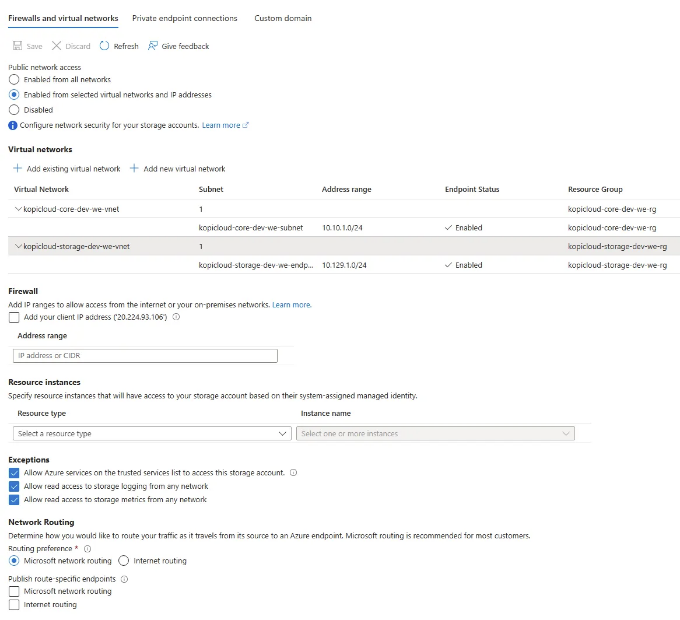 Firewalls and virtual networks Private endpoint connections Custom domain
Save Discard Refresh Give feedback
Public network access
Enabled from all networks
Enabled from selected virtual networks and IP addresses
Disabled
Configure network security for your storage accounts. Learn more
Virtual networks
Add existing virtual network Add new virtual network
Virtual Network Subnet Address range Endpoint Status Resource Group
kopicloud-core-dev-we-vnet 1 kopicloud-core-dev-we-rg
kopicloud-core-dev-we-subnet 10.10.1.0/24 Enabled kopicloud-core-dev-we-rg
kopicloud-storage-dev-we-vnet 1 kopicloud-storage-dev-we-rg
kopicloud-storage-dev-we-endp... 10.129.1.0/24 Enabled kopicloud-storage-dev-we-rg
Firewall
Add IP ranges to allow access from the internet or your on-premises networks. Learn more.
Add your client IP address ('20.224.93.106')
Address range
IP address or CIDR
Resource instances
Specify resource instances that will have access to your storage account based on their system-assigned managed identity.
Resource type Instance name
Select a resource type Select one or more instances
Exceptions
Allow Azure services on the trusted services list to access this storage account.
Allow read access to storage logging from any network
Allow read access to storage metrics from any network
Network Routing
Determine how you would like to route your traffic as it travels from its source to an Azure endpoint. Microsoft routing is recommended for most customers.
Routing preference *
Microsoft network routing Internet routing
Publish route-specific endpoints
Microsoft network routing
Internet routing